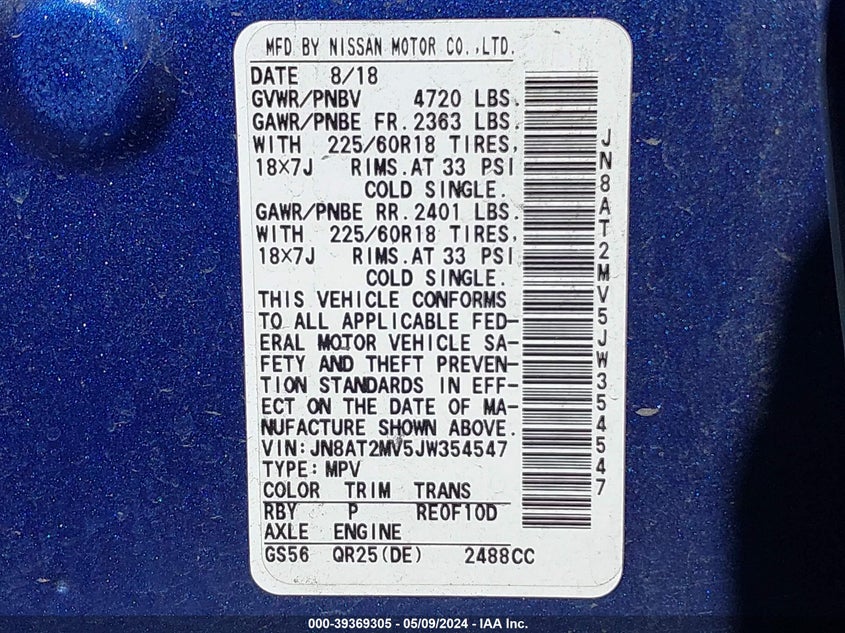 MFD BY NISSAN MOTOR CO.,LTD.
DATE 8/18
GVWR/PNBV 4720 LBS.
GAWR/PNBE FR.2363 LBS.
WITH 225/60R18 TIRES,
18X7J RIMS.AT 33 PSI
COLD SINGLE.
GAWR/PNBE RR.2401 LBS.
WITH 225/60R18 TIRES,
18X7J RIMS.AT 33 PSI
COLD SINGLE.
THIS VEHICLE CONFORMS
TO ALL APPLICABLE FED-
ERAL MOTOR VEHICLE SA-
FETY AND THEFT PREVEN-
TION STANDARDS IN EFF-
ECT ON THE DATE OF MA-
NUFACTURE SHOWN ABOVE.
VIN:JN8AT2MV5JW354547
TYPE:MPV
COLOR TRIM TRANS
RBY P RE0F10D
AXLE ENGINE
GS56 QR25(DE) 2488CC
JN8AT2MV5JW354547
000-39369305 - 05/09/2024 - IAA Inc.